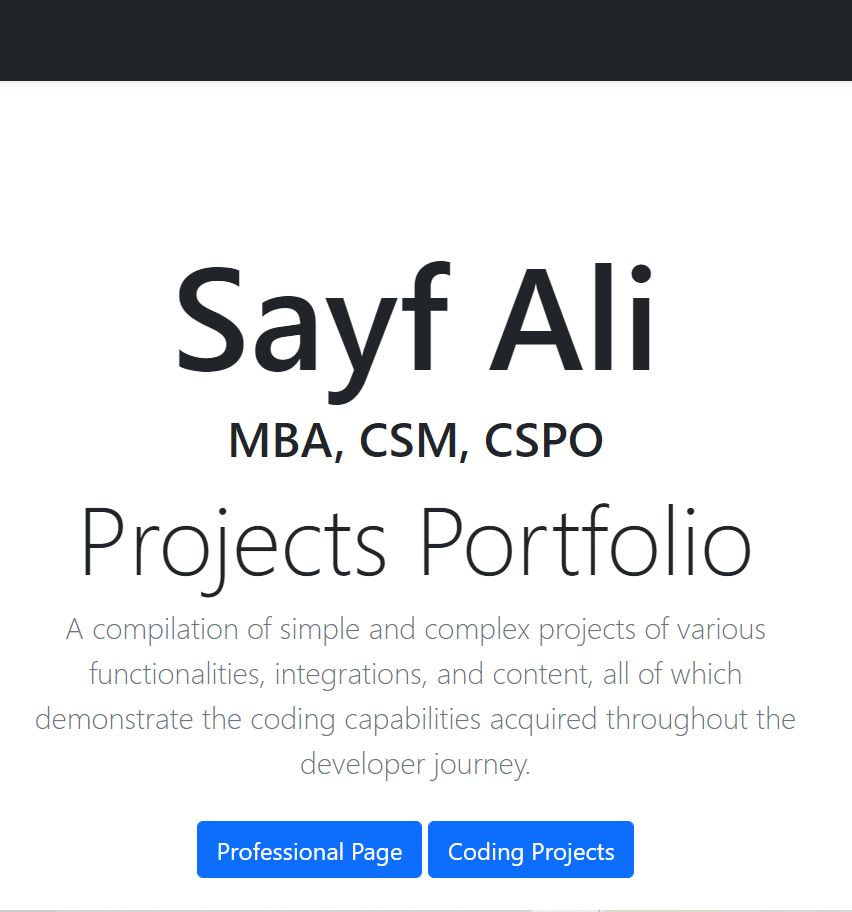 Sayf Ali
MBA, CSM, CSPO
Projects Portfolio
A compilation of simple and complex projects of various
functionalities, integrations, and content, all of which
demonstrate the coding capabilities acquired throughout the
developer journey.
Professional Page
Coding Projects